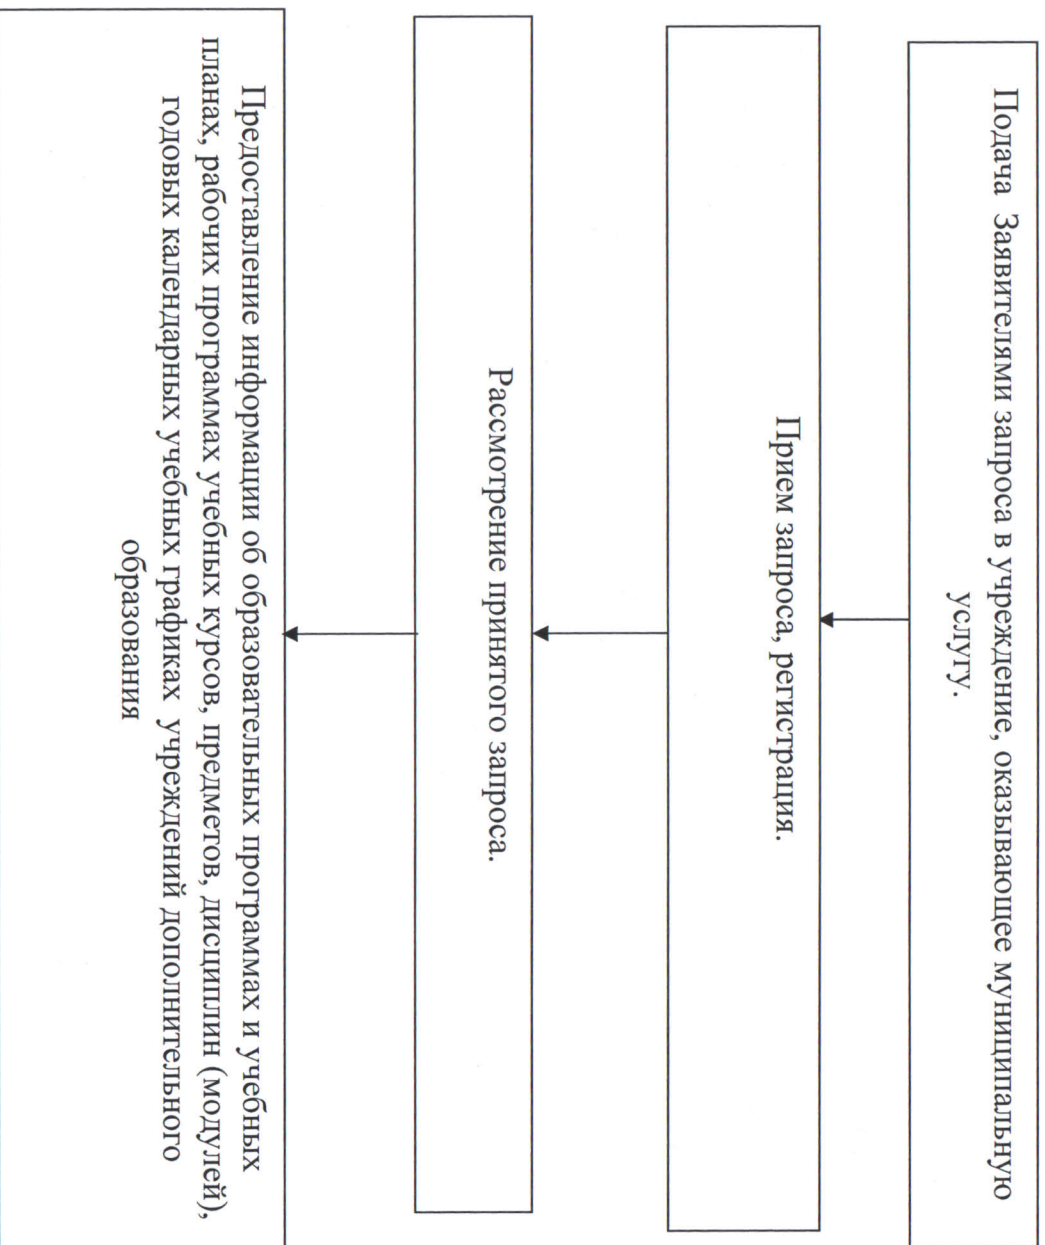 Подача Заявителями запроса в учреждение, оказывающее муниципальную
услугу.
Прием запроса, регистрация.
Рассмотрение принятого запроса.
Предоставление информации об образовательных программах и учебных
планах, рабочих программах учебных курсов, предметов, дисциплин (модулей),
годовых календарных учебных графиках учреждений дополнительного
образования